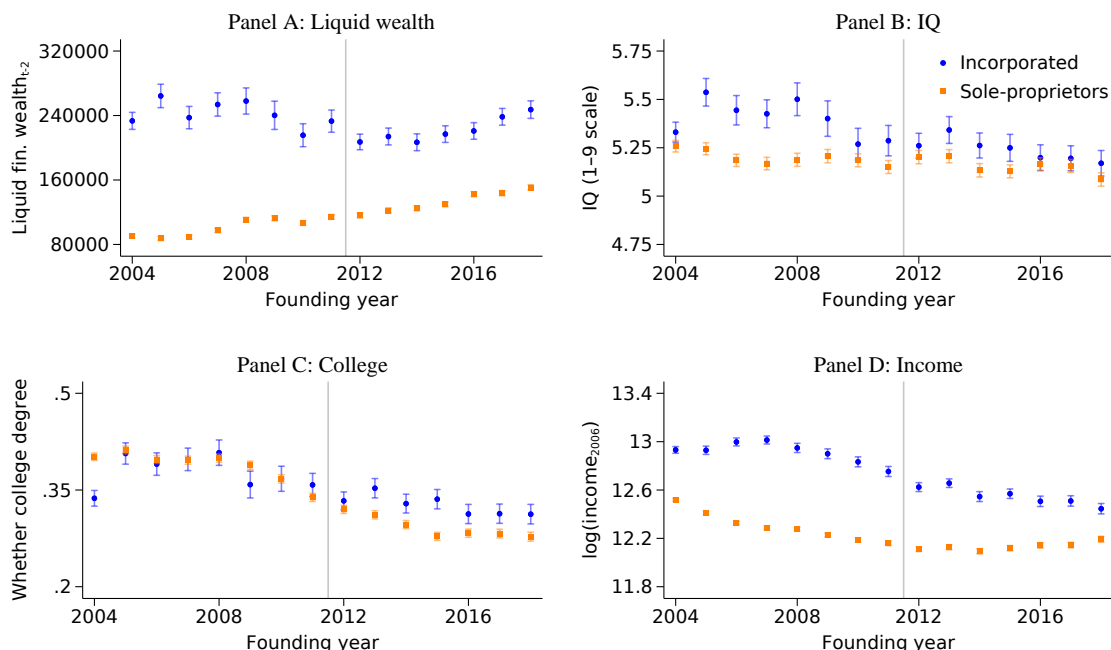 Panel A: Liquid wealth
Liquid fin. wealth t-2
320000
240000
160000
80000
2004 2008 2012 2016
Founding year
Panel B: IQ
IQ (1–9 scale)
5.75
5.5
5.25
5
4.75
Incorporated
Sole-proprietors
2004 2008 2012 2016
Founding year
Panel C: College
Whether college degree
.5
.35
.2
2004 2008 2012 2016
Founding year
Panel D: Income
log(income2006)
13.4
13
12.6
12.2
11.8
2004 2008 2012 2016
Founding year